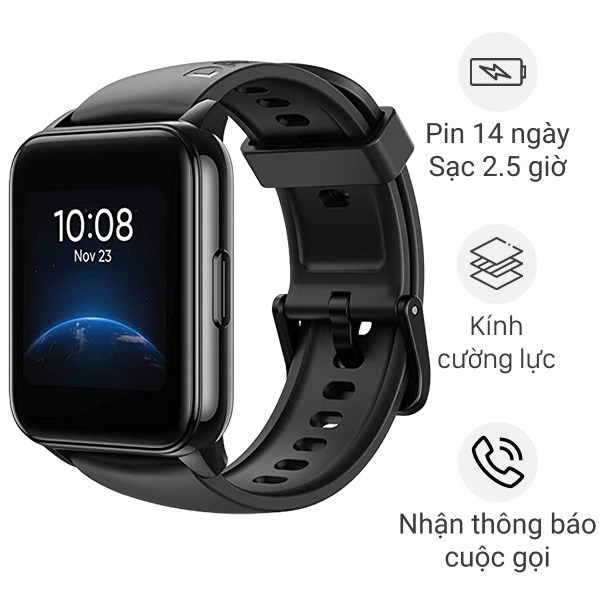 10:08
Nov 23
Pin 14 ngày
Sạc 2.5 giờ
Kính
cường lực
Nhận thông báo
cuộc gọi